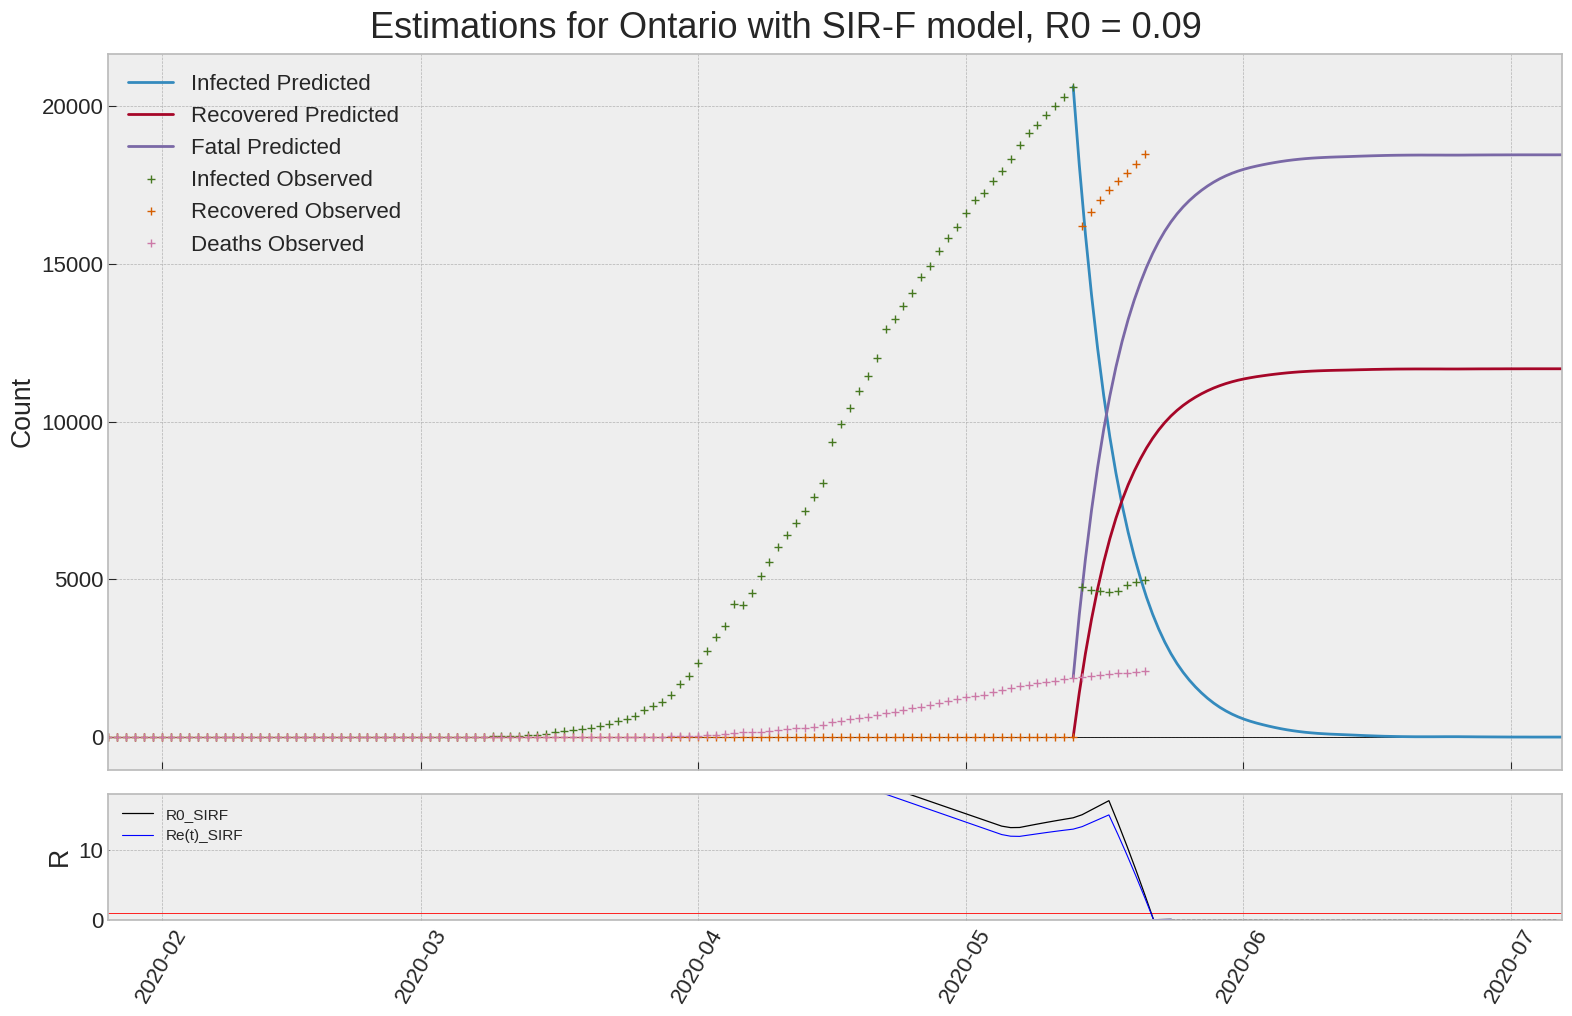 Estimations for Ontario with SIR-F model, R0 = 0.09
Infected Predicted
Recovered Predicted
Fatal Predicted
Infected Observed
Recovered Observed
Deaths Observed
20000
15000
10000
5000
0
Count
R0_SIRF
Re(t)_SIRF
10
0
R
2020-02
2020-03
2020-04
2020-05
2020-06
2020-07